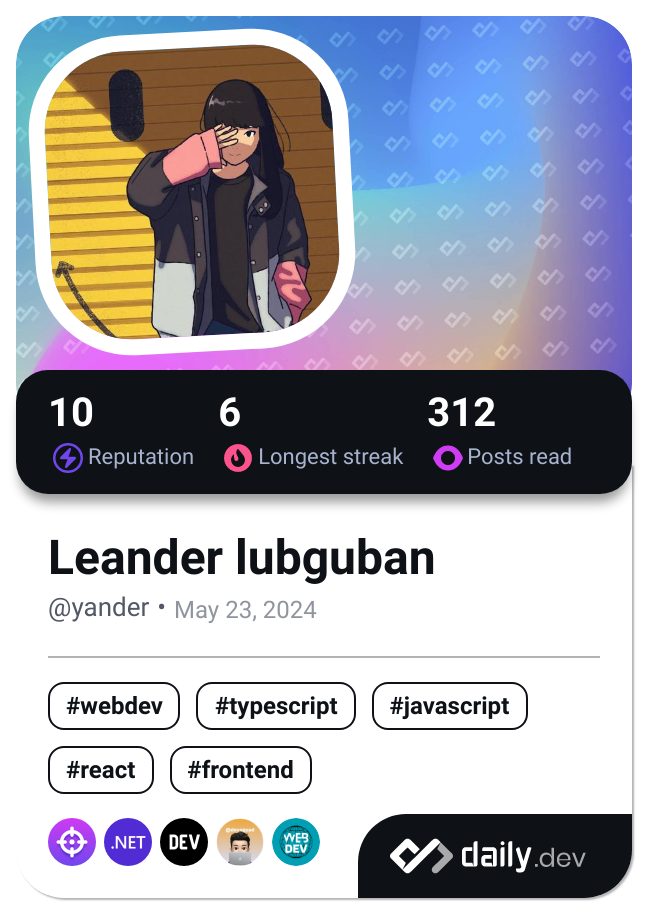 10 6 312
Reputation Longest streak Posts read
Leander lubguban
@yander • May 23, 2024
#webdev #typescript #javascript
#react #frontend
.NET DEV WEB DEV
daily.dev